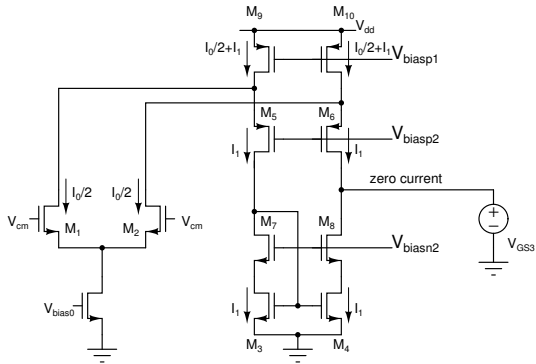 M9 M10
Vdd
I0/2+I1 I0/2+I1
Vbiasp1
M5 M6
Vbiasp2
I1 I1
I0/2 I0/2
zero current
Vcm M1 M2 Vcm
M7 M8
Vbiasn2
VGS3
Vbias0
I1 I1
M3 M4